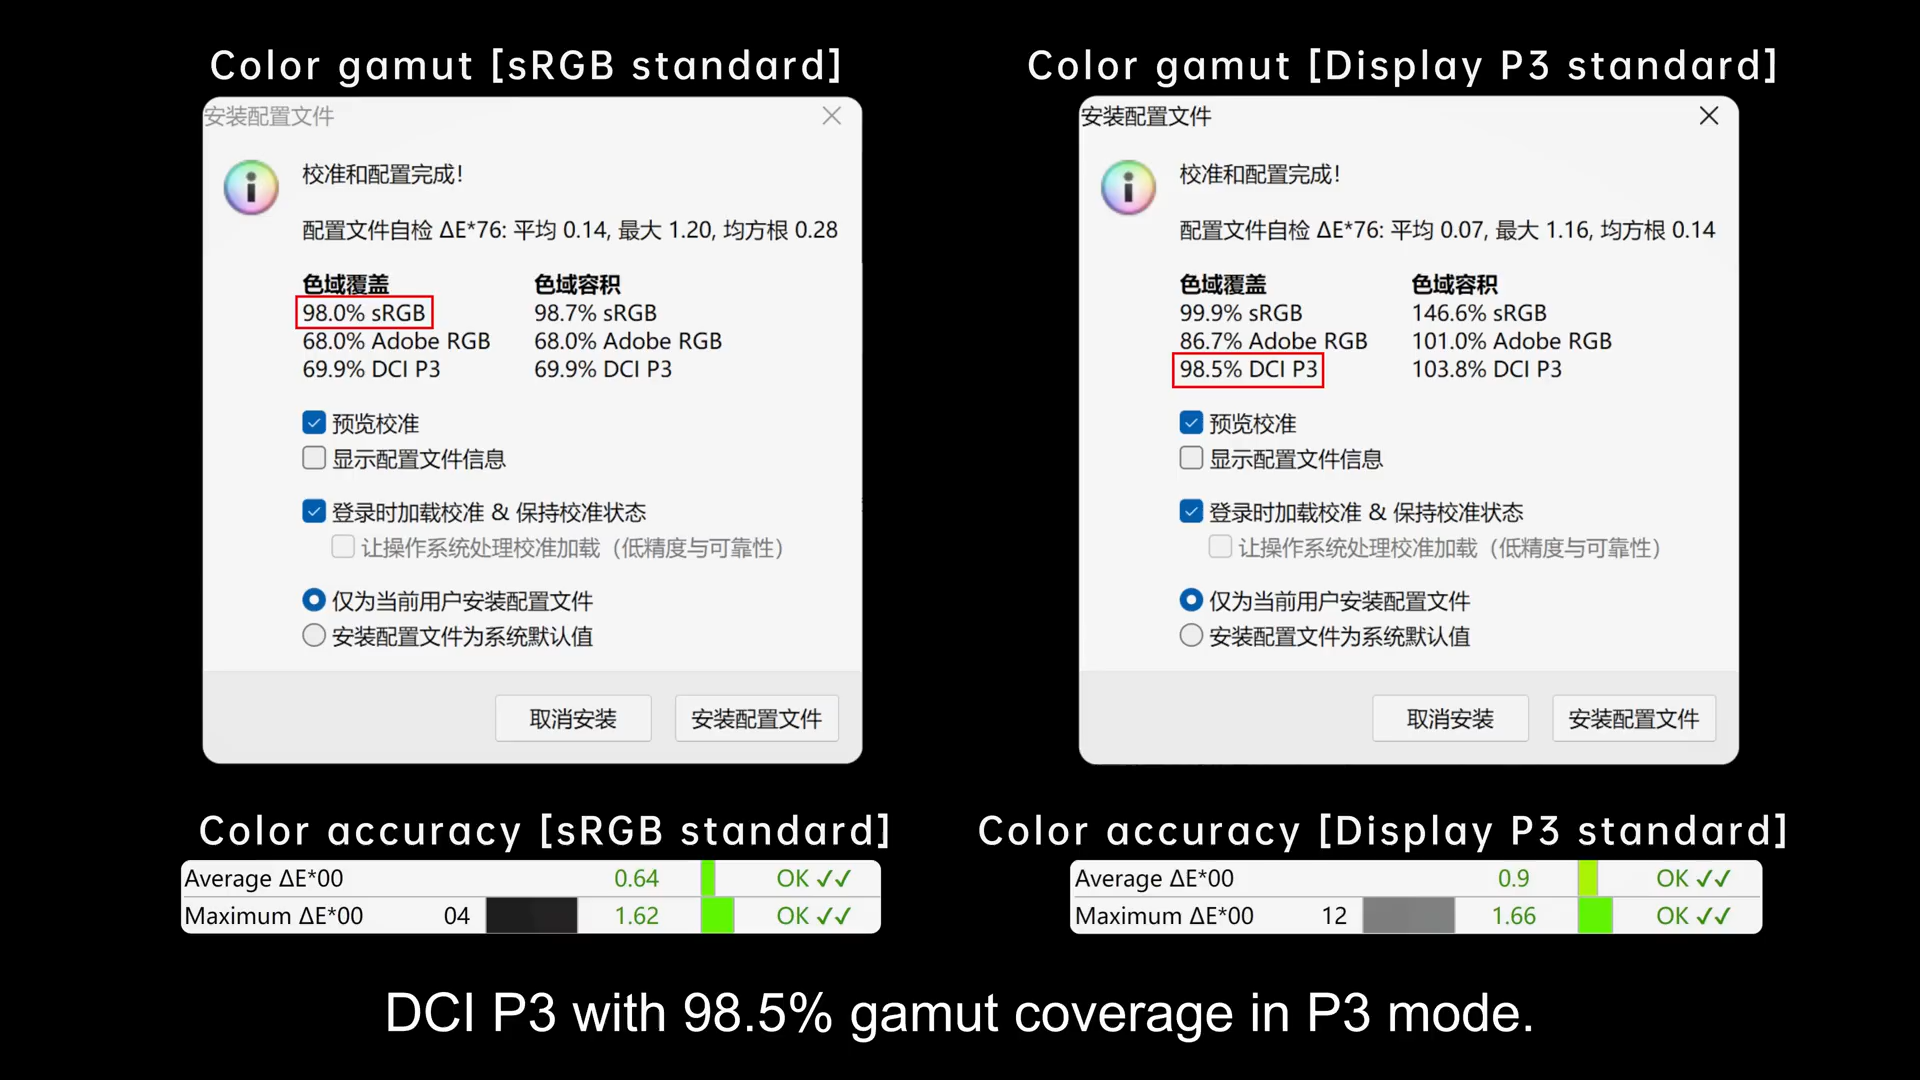 Color gamut [sRGB standard]
安装配置文件
校准和配置完成!
配置文件自检 ΔE*76: 平均 0.14, 最大 1.20, 均方根 0.28
色域覆盖 色域容积
98.0% sRGB 98.7% sRGB
68.0% Adobe RGB 68.0% Adobe RGB
69.9% DCI P3 69.9% DCI P3
预览校准
显示配置文件信息
登录时加载校准 & 保持校准状态
让操作系统处理校准加载（低精度与可靠性）
仅为当前用户安装配置文件
安装配置文件为系统默认值
取消安装 安装配置文件
Color gamut [Display P3 standard]
安装配置文件
校准和配置完成!
配置文件自检 ΔE*76: 平均 0.07, 最大 1.16, 均方根 0.14
色域覆盖 色域容积
99.9% sRGB 146.6% sRGB
86.7% Adobe RGB 101.0% Adobe RGB
98.5% DCI P3 103.8% DCI P3
预览校准
显示配置文件信息
登录时加载校准 & 保持校准状态
让操作系统处理校准加载（低精度与可靠性）
仅为当前用户安装配置文件
安装配置文件为系统默认值
取消安装 安装配置文件
Color accuracy [sRGB standard]
Average ΔE*00 0.64 OK ✓✓
Maximum ΔE*00 04 1.62 OK ✓✓
Color accuracy [Display P3 standard]
Average ΔE*00 0.9 OK ✓✓
Maximum ΔE*00 12 1.66 OK ✓✓
DCI P3 with 98.5% gamut coverage in P3 mode.